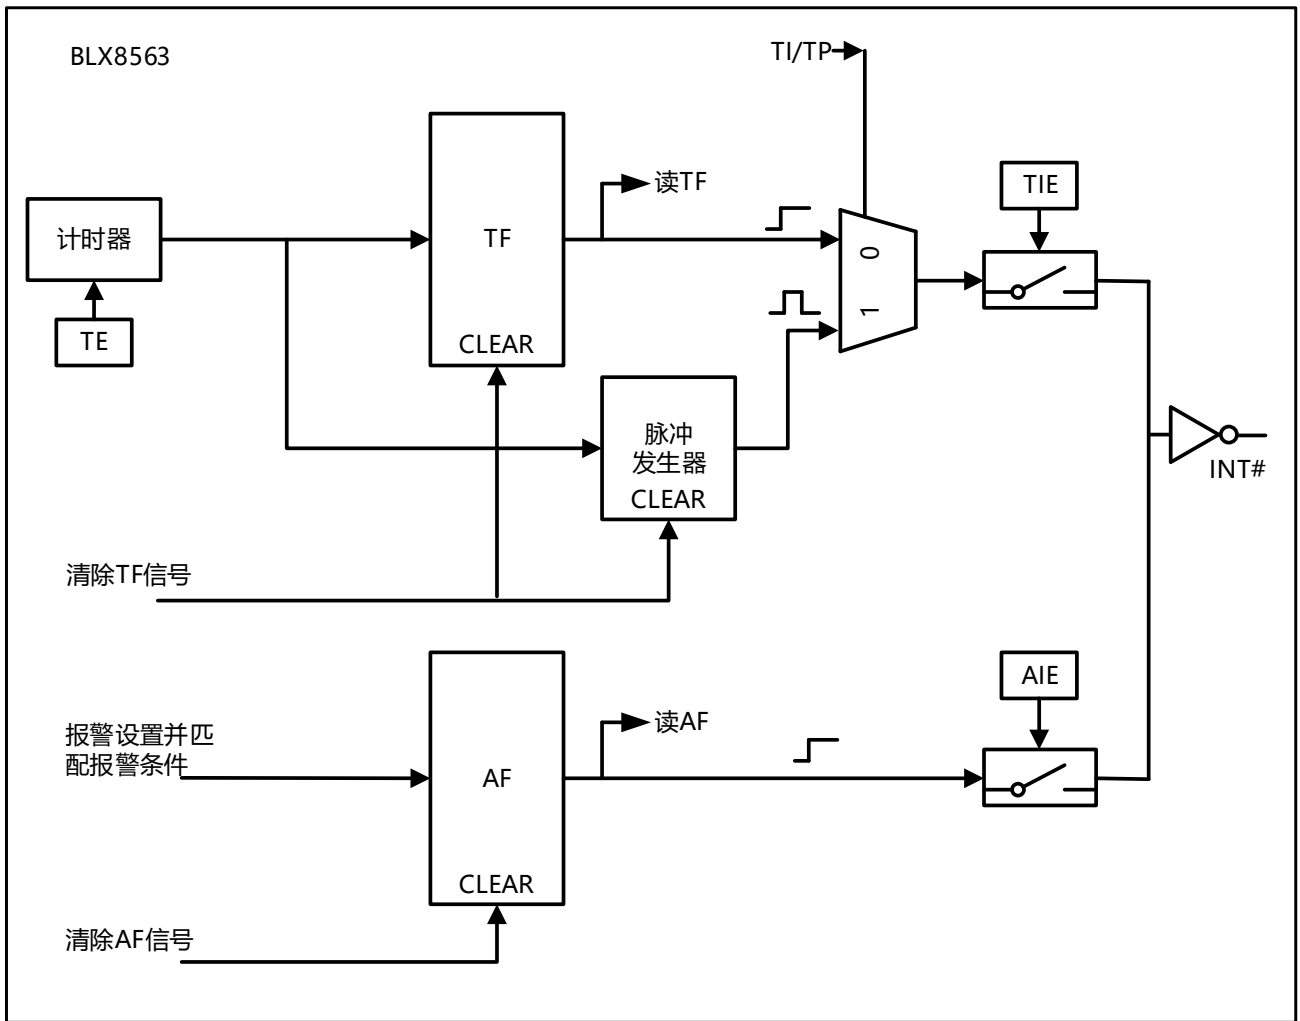 BLX8563
TI/TP
TIE
读TF
计时器
TF
0
1
TE
CLEAR
脉冲
发生器
CLEAR
INT#
清除TF信号
AIE
报警设置并匹
配报警条件
读AF
AF
CLEAR
清除AF信号